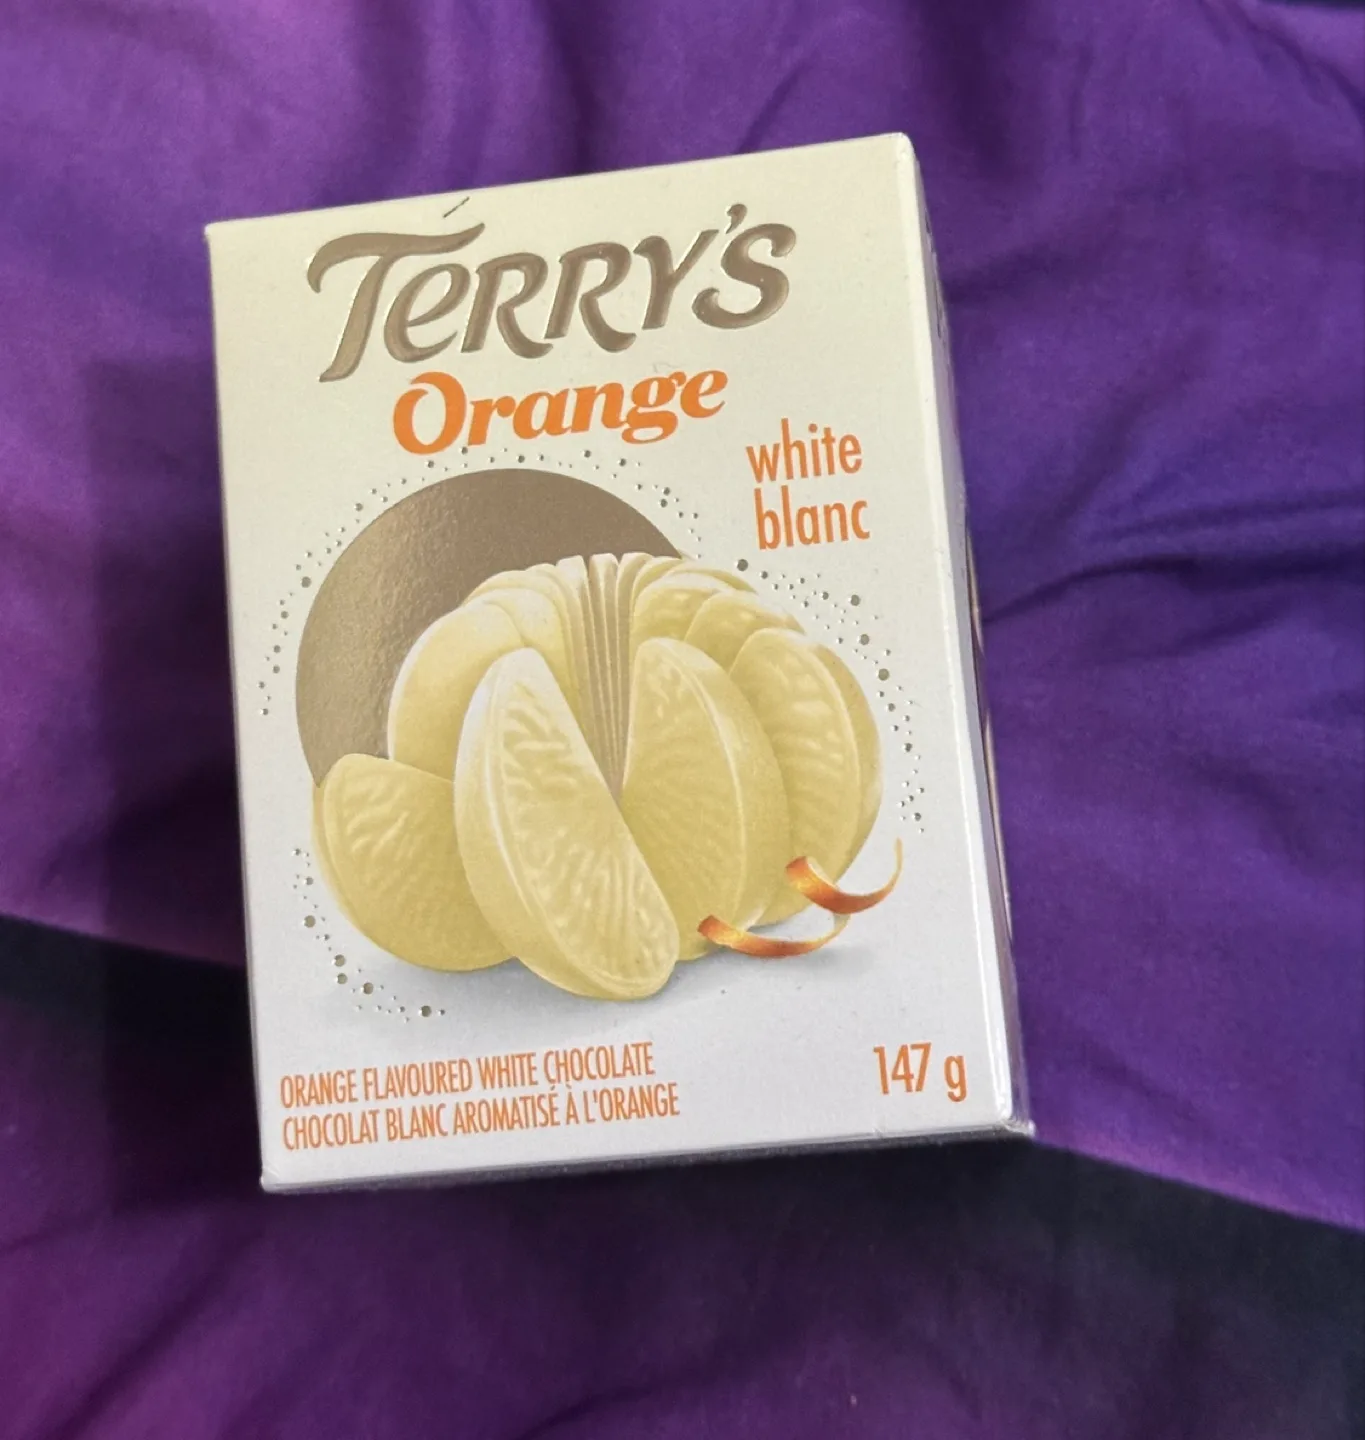 TERRY'S
Orange
white
blanc
ORANGE FLAVOURED WHITE CHOCOLATE
CHOCOLAT BLANC AROMATISÉ À L'ORANGE
147 g